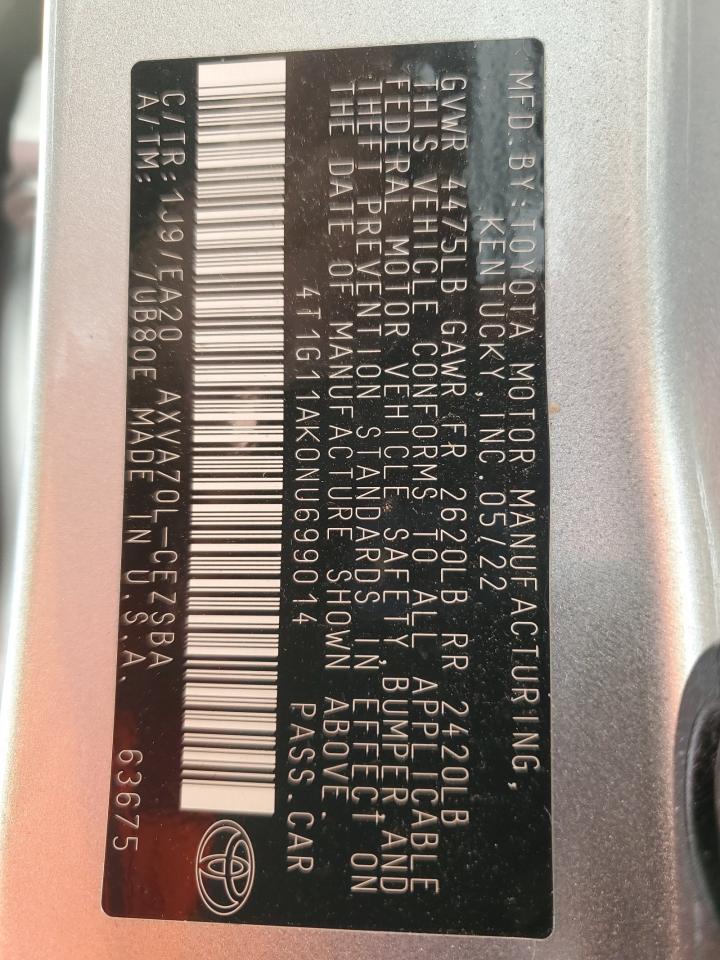 MFD. BY: TOYOTA MOTOR MANUFACTURING,
KENTUCKY, INC. 05/22
GVWR 4475LB GAWR FR 2620LB RR 2420LB
THIS VEHICLE CONFORMS TO ALL APPLICABLE
FEDERAL MOTOR VEHICLE SAFETY, BUMPER, AND
THEFT PREVENTION STANDARDS IN EFFECT ON
THE DATE OF MANUFACTURE SHOWN ABOVE.
4T1G11AK0NU699014 PASS. CAR
C/TR: 1J9/EA20 AXVA70L-CEZSBA
A/TM: /UB80E MADE IN U.S.A. 63675